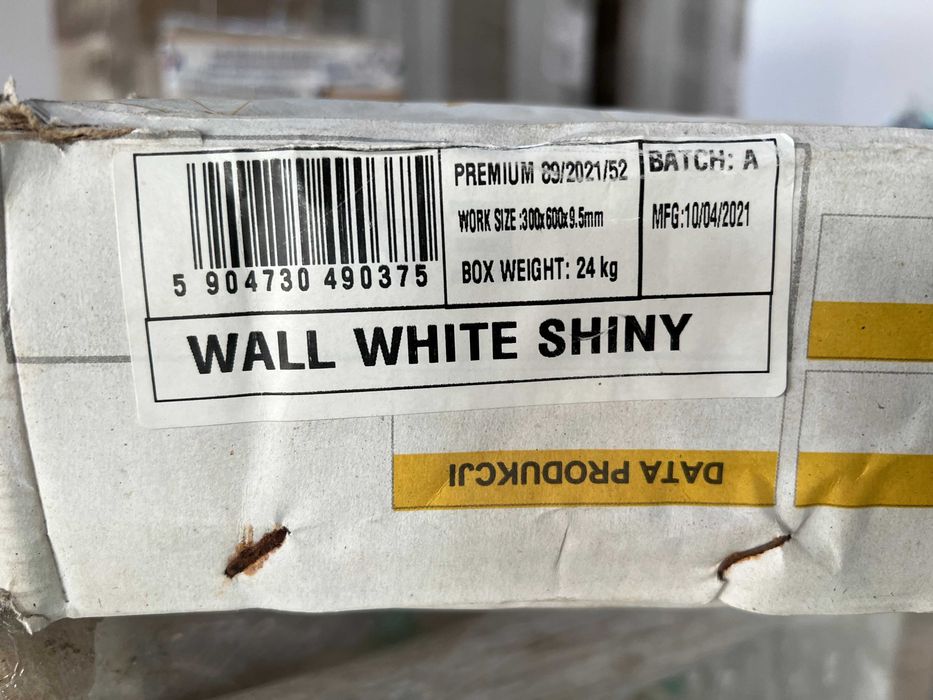 5 904730 490375
PREMIUM 89/2021/52
WORK SIZE :300x600x9.5mm
BOX WEIGHT: 24 kg
BATCH: A
MFG:10/04/2021
WALL WHITE SHINY
DATA PRODUKCJI